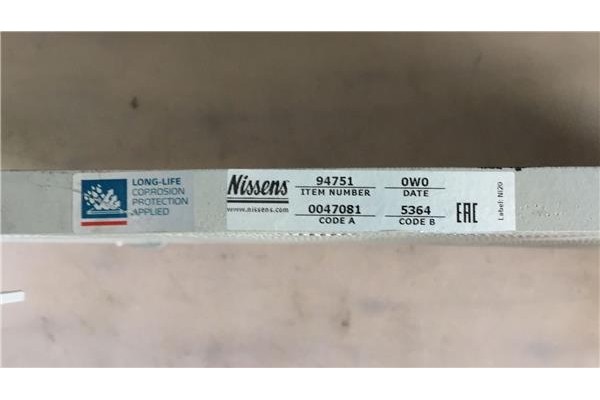 LONG-LIFE
CORROSION
PROTECTION
APPLIED
Nissens
www.nissens.com
94751
ITEM NUMBER
0W0
DATE
0047081
CODE A
5364
CODE B
EAC
Label: NI20